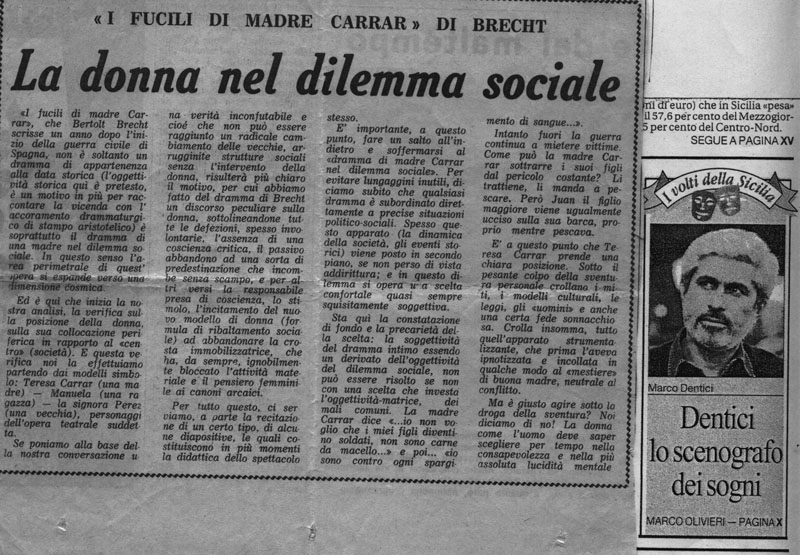 « I FUCILI DI MADRE CARRAR » DI BRECHT
La donna nel dilemma sociale
«I fucili di madre Car-
rar», che Bertolt Brecht
scrisse un anno dopo l'ini-
zio della guerra civile di
Spagna, non è soltanto un
dramma di appartenenza
alla data storica (l'oggetti-
vità storica qui è pretesto,
è un motivo in più per rac-
contare la vicenda con l'
accoramento drammaturgi-
co di stampo aristotelico) è
soprattutto il dramma di
una madre nel dilemma so-
ciale. In questo senso l'a-
rea perimetrale di quest'
opera si espande verso una
dimensione cosmica.
Ed è qui che inizia la no-
stra analisi, la verifica sul-
la posizione della donna,
sulla sua collocazione peri-
ferica in rapporto al «cen-
tro» (società). E questa ve-
rifica noi la effettuiamo
partendo dai modelli simbo-
lo: Teresa Carrar (una ma-
dre) — Manuela (una ra-
gazza) — la signora Perez
(una vecchia), personaggi
dell'opera teatrale suddet-
ta.
Se poniamo alla base del-
la nostra conversazione u
na verità inconfutabile e
cioè che non può essere
raggiunto un radicale cam-
biamento delle vecchie, ar-
rugginite strutture sociali
senza l'intervento della
donna, risulterà più chiaro
il motivo, per cui abbiamo
fatto del dramma di Brecht
un discorso peculiare sulla
donna, sottolineandone tut-
te le defezioni, spesso invo-
lontarie, l'assenza di una
coscienza critica, il passivo
abbandono ad una sorta di
predestinazione che incom-
be senza scampo, e per al
tri versi la responsabile
presa di coscienza, lo sti-
molo, l'incitamento del nuo-
vo modello di donna (for
mula di ribaltamento socia-
le) ad abbandonare la cro-
sta immobilizzatrice, che
ha, da sempre, ignobilmen-
te bloccato l'attività mate-
riale e il pensiero femmini-
le ai canoni arcaici.
Per tutto questo, ci ser
viamo, a parte la recitazio-
ne di un certo tipo, di alcu-
ne diapositive, le quali co-
stituiscono in più momenti
la didattica dello spettacolo
stesso.
E' importante, a questo
punto, fare un salto all'in-
dietro e soffermarsi al
«dramma di madre Carrar
nel dilemma sociale». Per
evitare lungaggini inutili, di-
ciamo subito che qualsiasi
dramma è subordinato diret-
tamente a precise situazioni
politico-sociali. Spesso que-
sto apparato (la dinamica
della società, gli eventi sto-
rici) viene posto in secondo
piano, se non perso di vista
addirittura; e in questo di-
lemma si opera una scelta
confortale quasi sempre
squisitamente soggettiva.
Sta qui la constatazione
di fondo e la precarietà del-
la scelta: la soggettività
del dramma intimo essendo
un derivato dell'oggettività
del dilemma sociale, non
può essere risolto se non
con una scelta che investa
l'oggettività-matrice, dei
mali comuni. La madre
Carrar dice «...io non vo-
glio che i miei figli diventi-
no soldati, non sono carne
da macello...» e poi... «io
sono contro ogni spargi-
mento di sangue...».
Intanto fuori la guerra
continua a mietere vittime.
Come può la madre Car-
rar sottrarre i suoi figli
dal pericolo costante? Li
trattiene, li manda a pe-
scare. Però Juan il figlio
maggiore viene ugualmente
ucciso sulla sua barca, pro-
prio mentre pescava.
E' a questo punto che Te-
resa Carrar prende una
chiara posizione. Sotto il
pesante colpo della sventu
ra personale crollano i mi-
ti, i modelli culturali, le
leggi, gli «uomini» e anche
una certa fede sonnacchio
sa. Crolla insomma, tutto
quell'apparato strumenta-
lizzante, che prima l'aveva
ipnotizzata e incollata in
qualche modo al «mestiere»
di buona madre, neutrale al
conflitto.
Ma è giusto agire sotto la
droga della sventura? Noi
diciamo di no! La donna
come l'uomo deve saper
scegliere per tempo nella
consapevolezza e nella più
assoluta lucidità mentale
ni di euro) che in Sicilia «pesa»
il 57,6 per cento del Mezzogior-
5 per cento del Centro-Nord.
SEGUE A PAGINA XV
I volti della Sicilia
Marco Dentici
Dentici
lo scenografo
dei sogni
MARCO OLIVIERI — PAGINA X